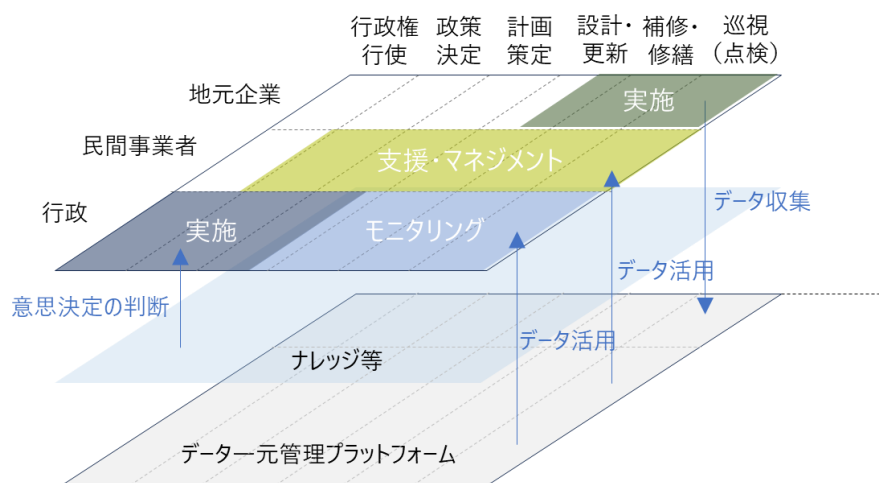 行政権
行使
政策
決定
計画
策定
設計・
更新
補修・
修繕
巡視
(点検)
地元企業
実施
民間事業者
支援・マネジメント
行政
実施
モニタリング
データ収集
データ活用
意思決定の判断
データ活用
ナレッジ等
データ一元管理プラットフォーム